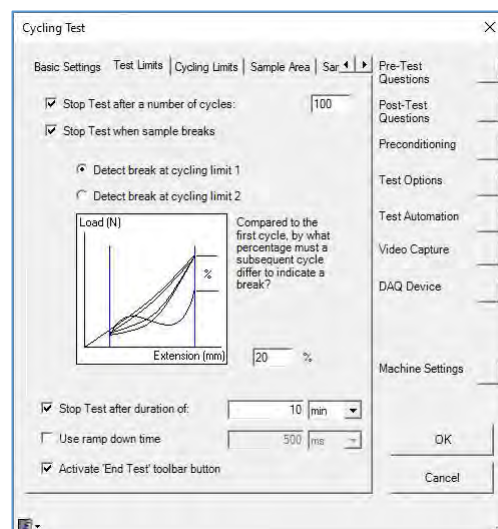 Cycling Test
Basic Settings Test Limits Cycling Limits Sample Area Sar
Stop Test after a number of cycles: 100
Stop Test when sample breaks
Detect break at cycling limit 1
Detect break at cycling limit 2
Load (N)
%
Extension (mm)
Compared to the
first cycle, by what
percentage must a
subsequent cycle
differ to indicate a
break?
20 %
Stop Test after duration of: 10 min
Use ramp down time 500 ms
Activate 'End Test' toolbar button
Pre-Test
Questions
Post-Test
Questions
Preconditioning
Test Options
Test Automation
Video Capture
DAQ Device
Machine Settings
OK
Cancel